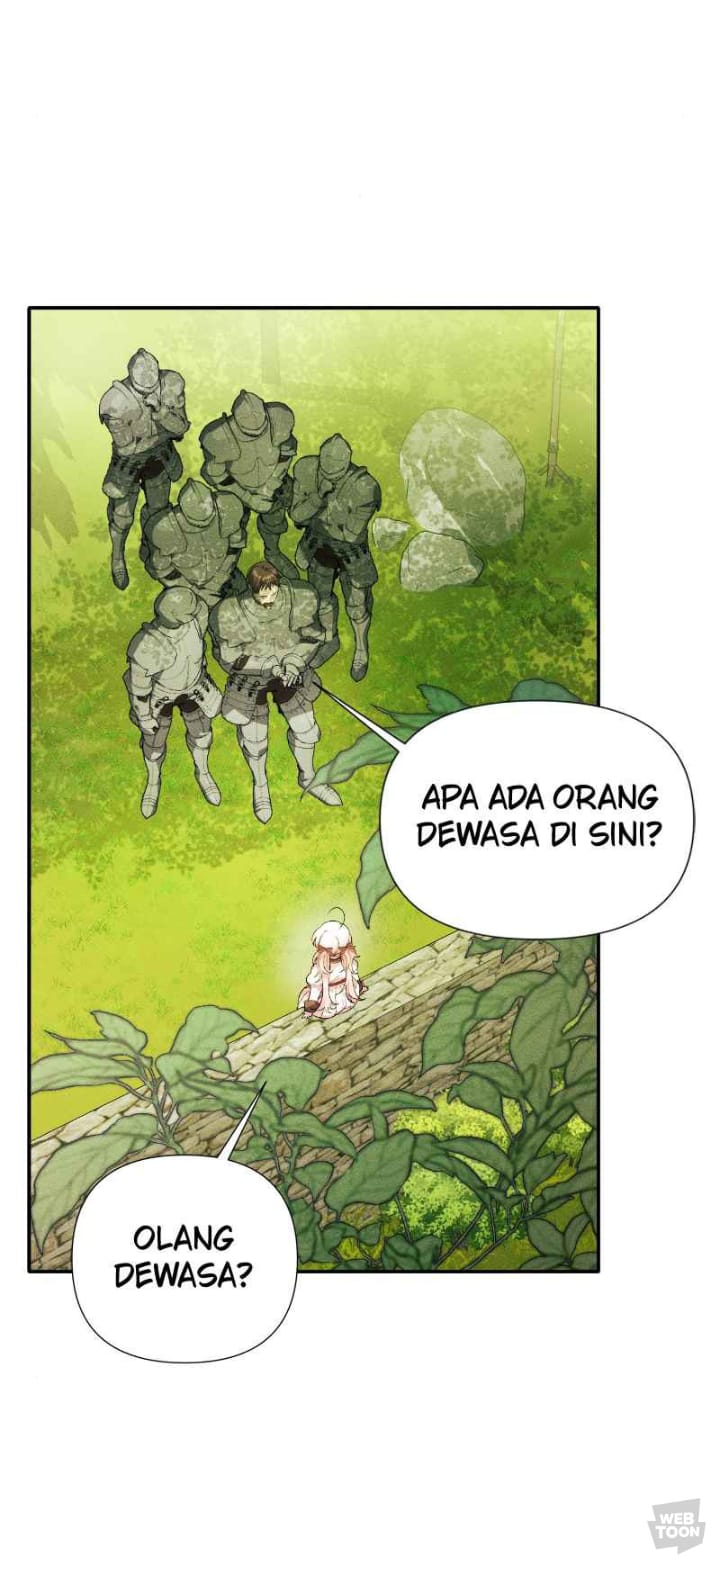 APA ADA ORANG
DEWASA DI SINI?
OLANG
DEWASA?
WEB
TOON